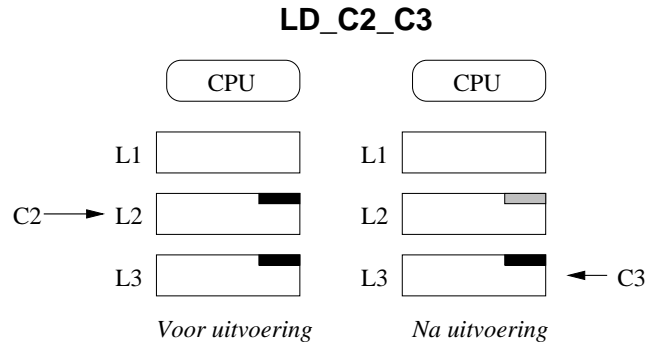 LD_C2_C3
CPU CPU
L1 L1
C2 L2 L2
L3 L3 C3
Voor uitvoering Na uitvoering